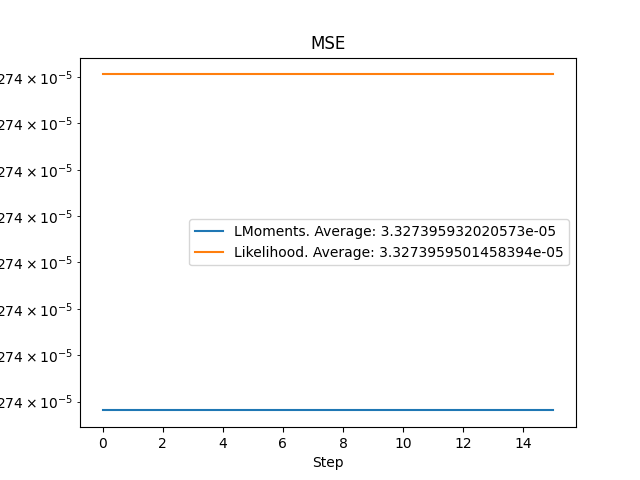 MSE
274 × 10⁻⁵
274 × 10⁻⁵
274 × 10⁻⁵
274 × 10⁻⁵
274 × 10⁻⁵
274 × 10⁻⁵
274 × 10⁻⁵
274 × 10⁻⁵
LMoments. Average: 3.327395932020573e-05
Likelihood. Average: 3.3273959501458394e-05
0 2 4 6 8 10 12 14
Step